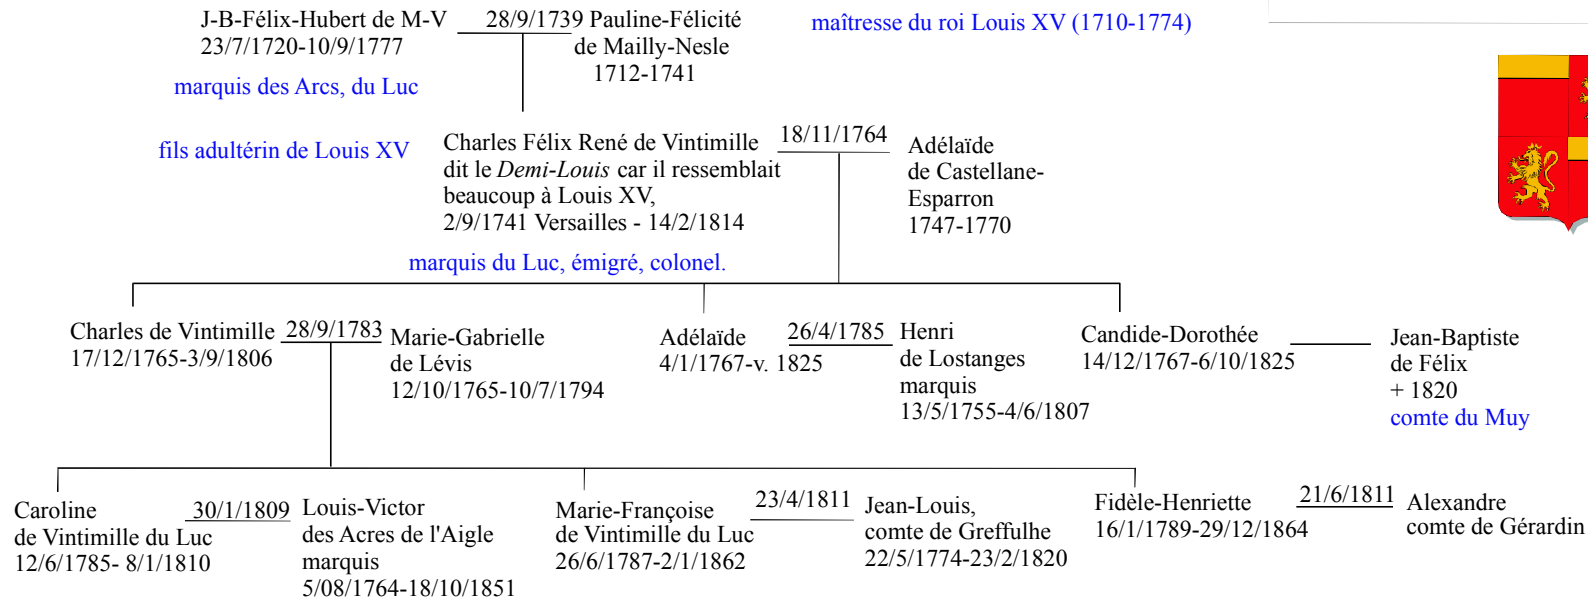 J-B-Félix-Hubert de M-V
23/7/1720-10/9/1777
28/9/1739
Pauline-Félicité
de Mailly-Nesle
1712-1741
maîtresse du roi Louis XV (1710-1774)
marquis des Arcs, du Luc
fils adultérin de Louis XV
Charles Félix René de Vintimille
dit le Demi-Louis car il ressemblait
beaucoup à Louis XV,
2/9/1741 Versailles - 14/2/1814
18/11/1764
Adélaïde
de Castellane-
Esparron
1747-1770
marquis du Luc, émigré, colonel.
Charles de Vintimille
17/12/1765-3/9/1806
28/9/1783
Marie-Gabrielle
de Lévis
12/10/1765-10/7/1794
Adélaïde
4/1/1767-v. 1825
26/4/1785
Henri
de Lostanges
marquis
13/5/1755-4/6/1807
Candide-Dorothée
14/12/1767-6/10/1825
Jean-Baptiste
de Félix
+ 1820
comte du Muy
Caroline
de Vintimille du Luc
12/6/1785- 8/1/1810
30/1/1809
Louis-Victor
des Acres de l'Aigle
marquis
5/08/1764-18/10/1851
Marie-Françoise
de Vintimille du Luc
26/6/1787-2/1/1862
23/4/1811
Jean-Louis,
comte de Greffulhe
22/5/1774-23/2/1820
Fidèle-Henriette
16/1/1789-29/12/1864
21/6/1811
Alexandre
comte de Gérardin